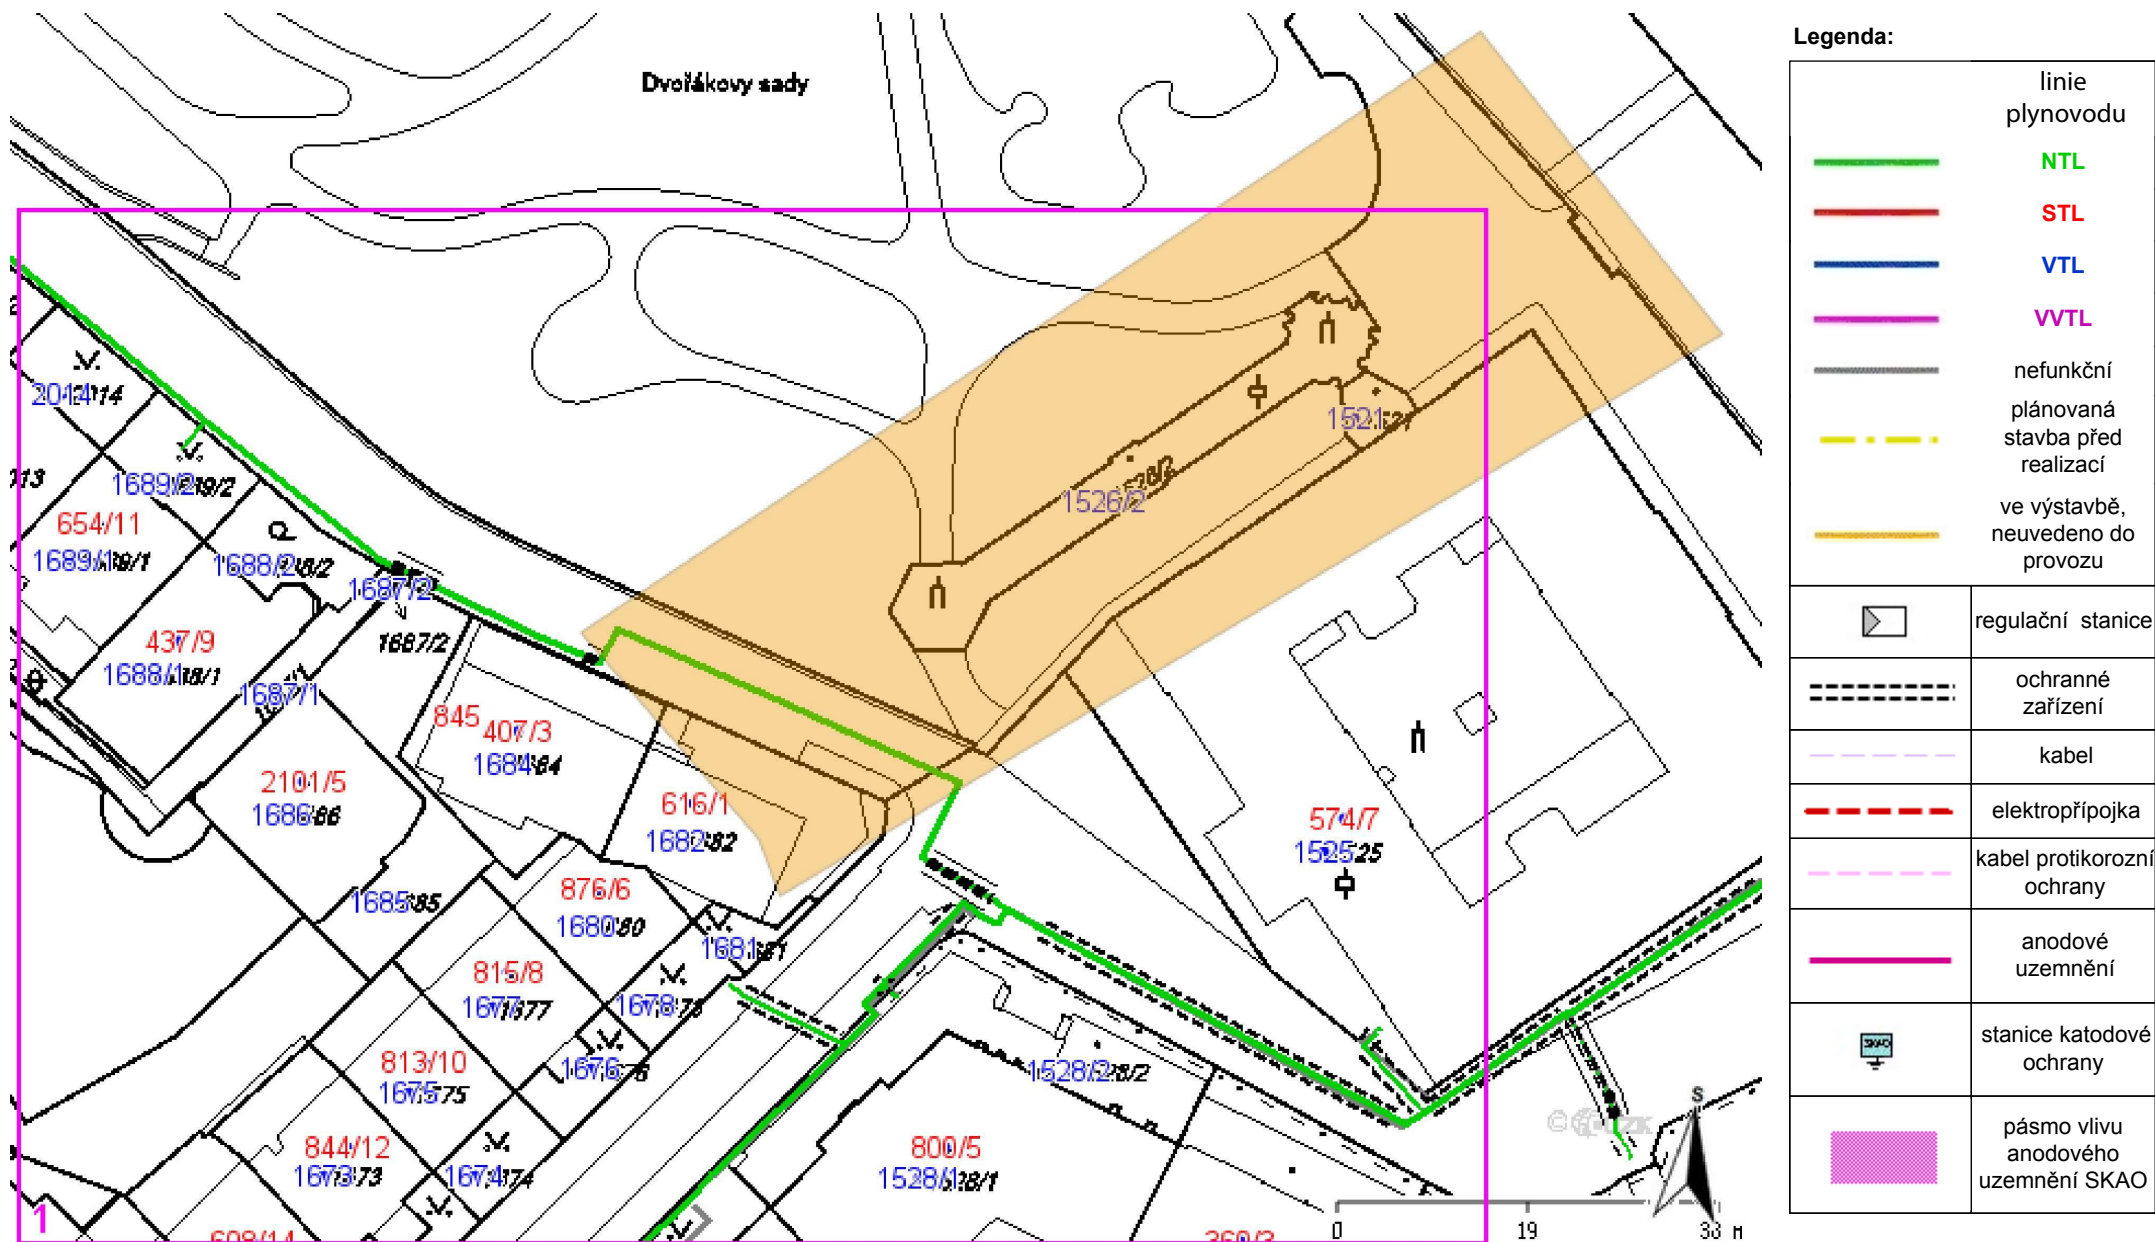 Dvořákovy sady
2014
1689/2
654/11
1689/1
1688/2
1687/2
1687/2
437/9
1688/1
1687/1
845
407/3
1684
2101/5
1686
616/1
1682
1685
876/6
1680
1681
815/8
1677
1678
813/10
1675
1676
844/12
1673
1674
1526/2
1521
574/7
1525
1528/2
800/5
1528/1
1
S
0 19 38 M
Legenda:
linie
plynovodu
NTL
STL
VTL
VVTL
nefunkční
plánovaná
stavba před
realizací
ve výstavbě,
neuvedeno do
provozu
regulační stanice
ochranné
zařízení
kabel
elektropřípojka
kabel protikorozní
ochrany
anodové
uzemnění
SKAO
stanice katodové
ochrany
pásmo vlivu
anodového
uzemnění SKAO